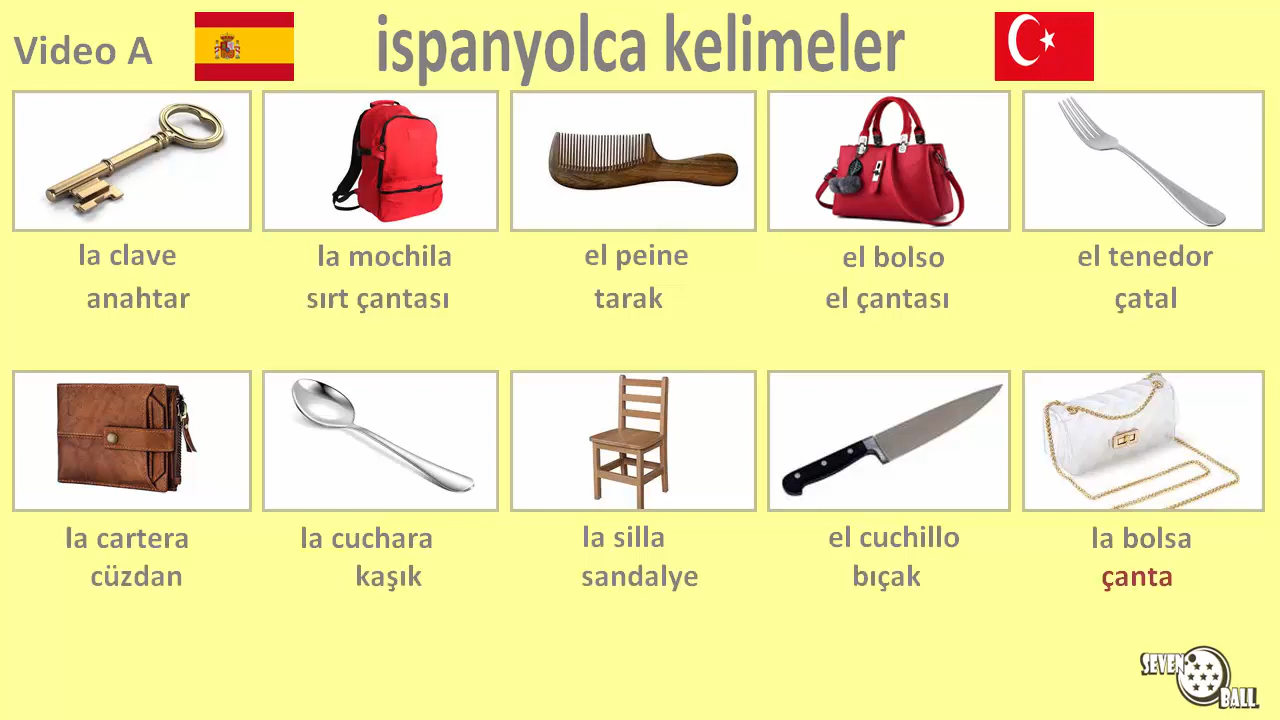 Video A
ispanyolca kelimeler
la clave
la mochila
el peine
el bolso
el tenedor
anahtar
sırt çantası
tarak
el çantası
çatal
la cartera
la cuchara
la silla
el cuchillo
la bolsa
cüzdan
kaşık
sandalye
bıçak
çanta
SEVEN
BALL